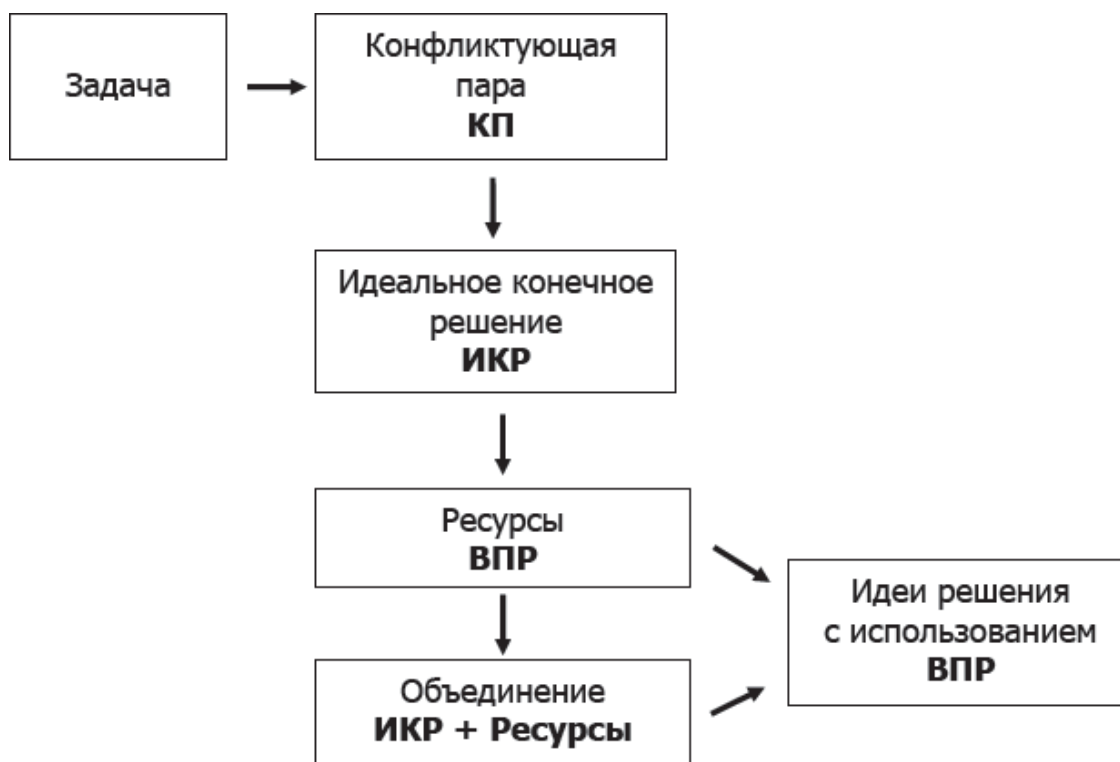 Задача
Конфликтующая
пара
КП
Идеальное конечное
решение
ИКР
Ресурсы
ВПР
Идеи решения
с использованием
ВПР
Объединение
ИКР + Ресурсы